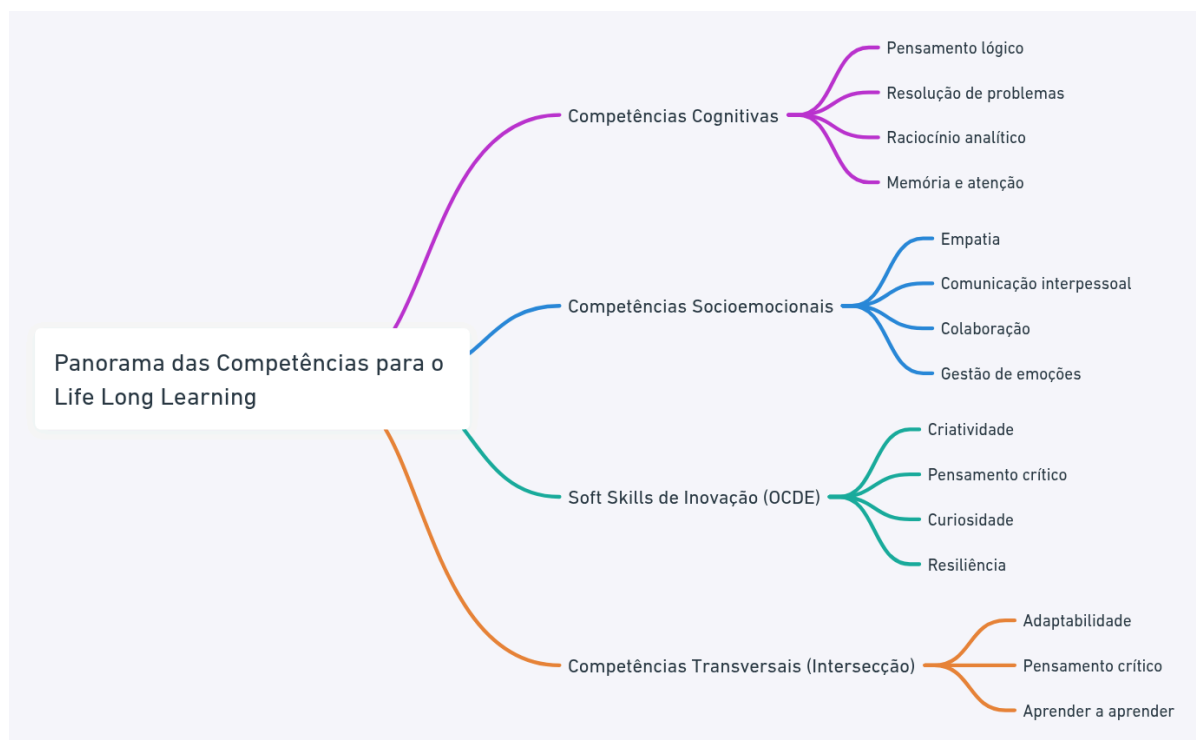 Panorama das Competências para o
Life Long Learning
Competências Cognitivas
Pensamento lógico
Resolução de problemas
Raciocínio analítico
Memória e atenção
Competências Socioemocionais
Empatia
Comunicação interpessoal
Colaboração
Gestão de emoções
Soft Skills de Inovação (OCDE)
Criatividade
Pensamento crítico
Curiosidade
Resiliência
Competências Transversais (Intersecção)
Adaptabilidade
Pensamento crítico
Aprender a aprender